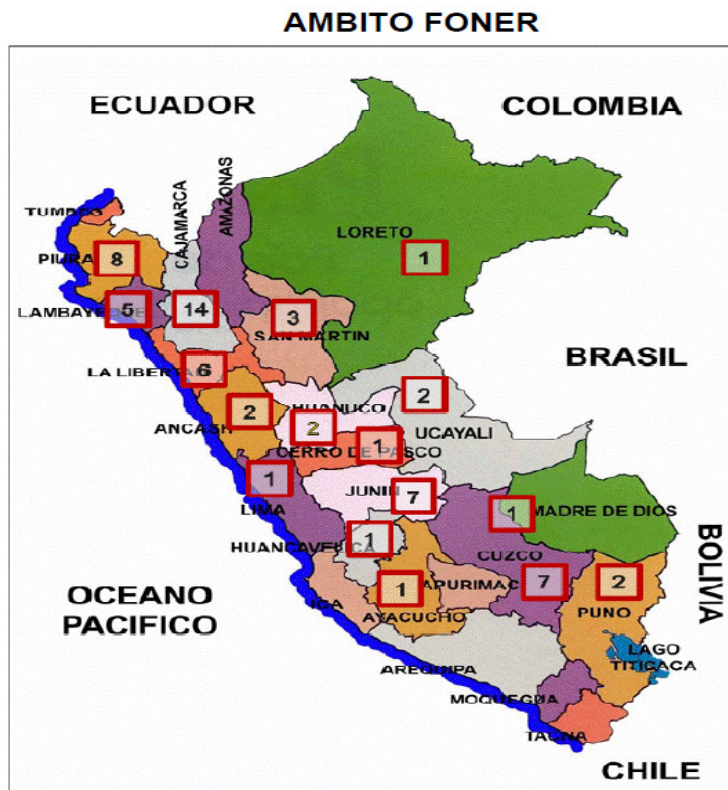 AMBITO FONER
ECUADOR
COLOMBIA
CAJAMARCA
AMAZONAS
TUMBES
LORETO
PIURA
8
1
LAMBAYEQUE
5
14
3
SAN MARTIN
BRASIL
LA LIBERTAD
6
2
HUANUCO
2
ANCASH
2
UCAYALI
CERRO DE PASCO
1
1
LIMA
JUNIN
7
1
MADRE DE DIOS
HUANCAVELICA
1
CUZCO
BOLIVIA
OCEANO
PACIFICO
ICA
1
APURIMAC
7
2
AYACUCHO
PUNO
LAGO
TITICACA
AREQUIPA
MOQUEGUA
TACNA
CHILE